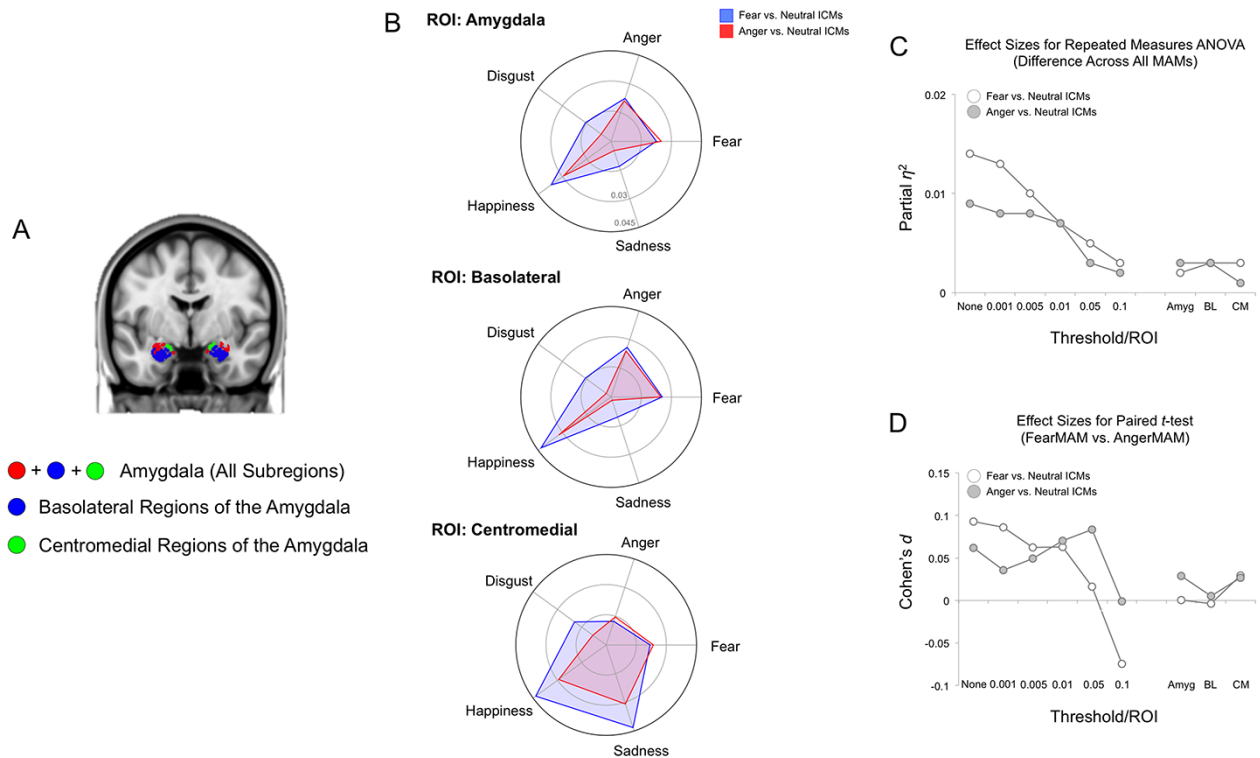 A
+ + Amygdala (All Subregions)
Basolateral Regions of the Amygdala
Centromedial Regions of the Amygdala
B
ROI: Amygdala
Fear vs. Neutral ICMs
Anger vs. Neutral ICMs
Anger
Disgust
Fear
Happiness
Sadness
0.03
0.045
ROI: Basolateral
Anger
Disgust
Fear
Happiness
Sadness
ROI: Centromedial
Anger
Disgust
Fear
Happiness
Sadness
C
Effect Sizes for Repeated Measures ANOVA
(Difference Across All MAMs)
Fear vs. Neutral ICMs
Anger vs. Neutral ICMs
Partial η²
0.02
0.01
0
None 0.001 0.005 0.01 0.05 0.1 Amyg BL CM
Threshold/ROI
D
Effect Sizes for Paired t-test
(FearMAM vs. AngerMAM)
Fear vs. Neutral ICMs
Anger vs. Neutral ICMs
Cohen's d
0.15
0.1
0.05
0
-0.05
-0.1
None 0.001 0.005 0.01 0.05 0.1 Amyg BL CM
Threshold/ROI